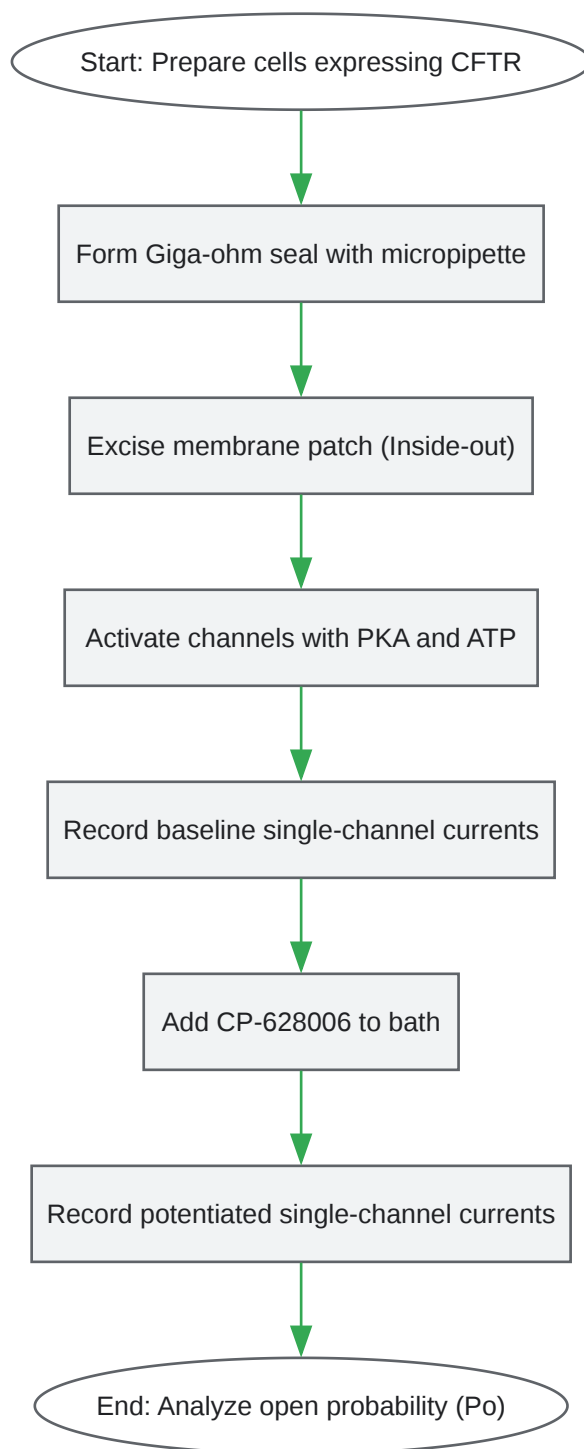 Start: Prepare cells expressing CFTR
Form Giga-ohm seal with micropipette
Excise membrane patch (Inside-out)
Activate channels with PKA and ATP
Record baseline single-channel currents
Add CP-628006 to bath
Record potentiated single-channel currents
End: Analyze open probability (Po)